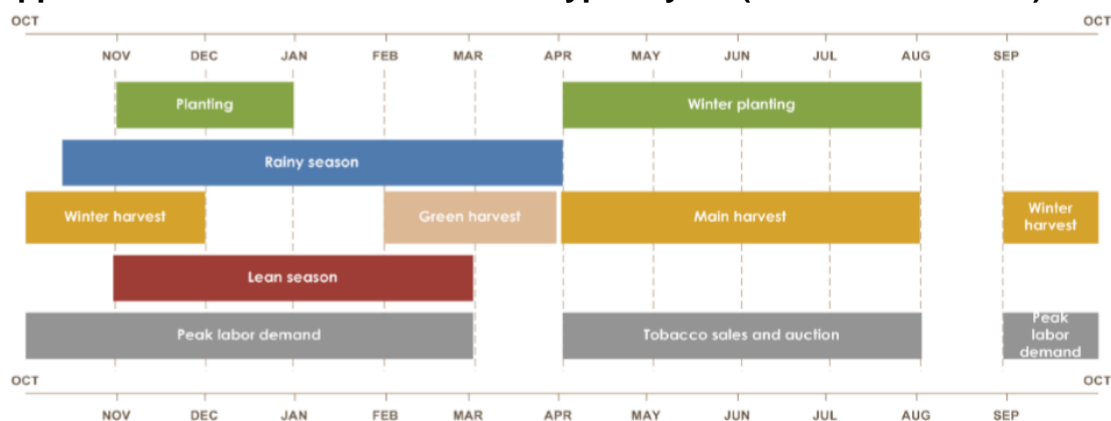 OCT OCT
NOV DEC JAN FEB MAR APR MAY JUN JUL AUG SEP
Planting Winter planting
Rainy season
Winter harvest Green harvest Main harvest Winter
harvest
Lean season
Peak labor demand Tobacco sales and auction Peak
labor
demand
OCT OCT
NOV DEC JAN FEB MAR APR MAY JUN JUL AUG SEP